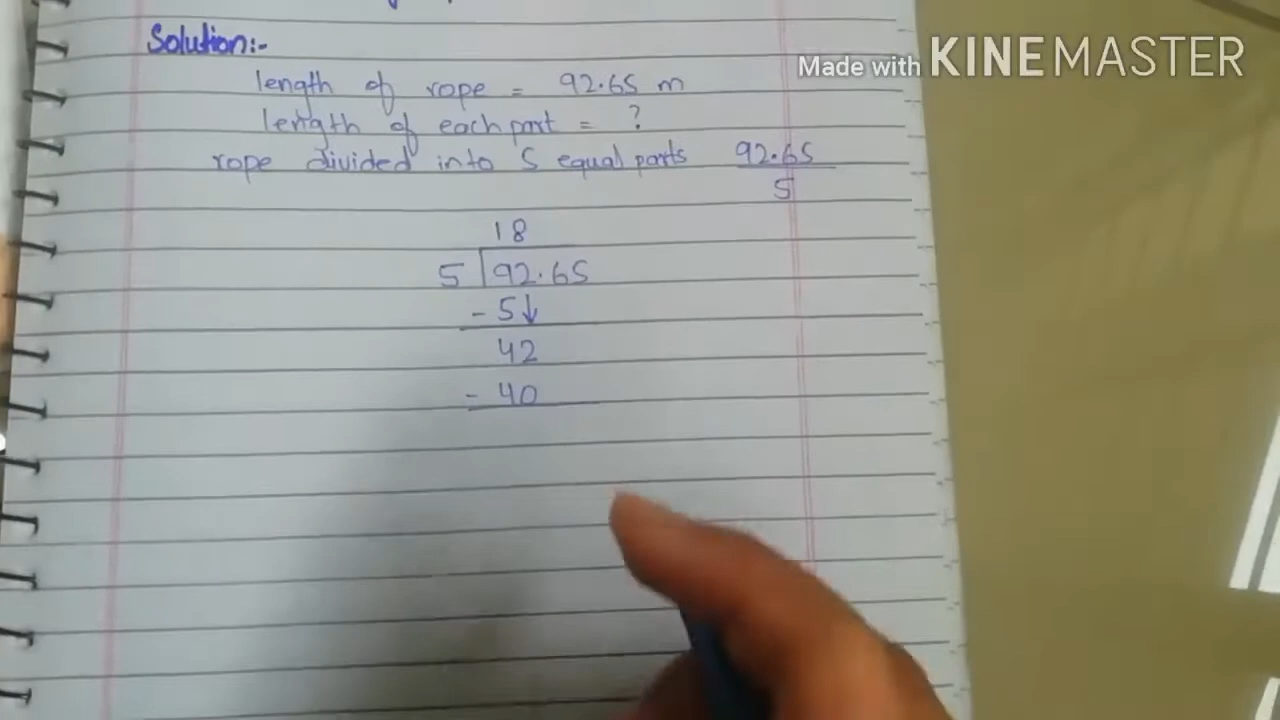 Solution:-
Made with KINEMASTER
length of rope = 92.65 m
length of each part = ?
rope divided into 5 equal parts 92.65
5
18
5 92.65
- 5↓
42
- 40